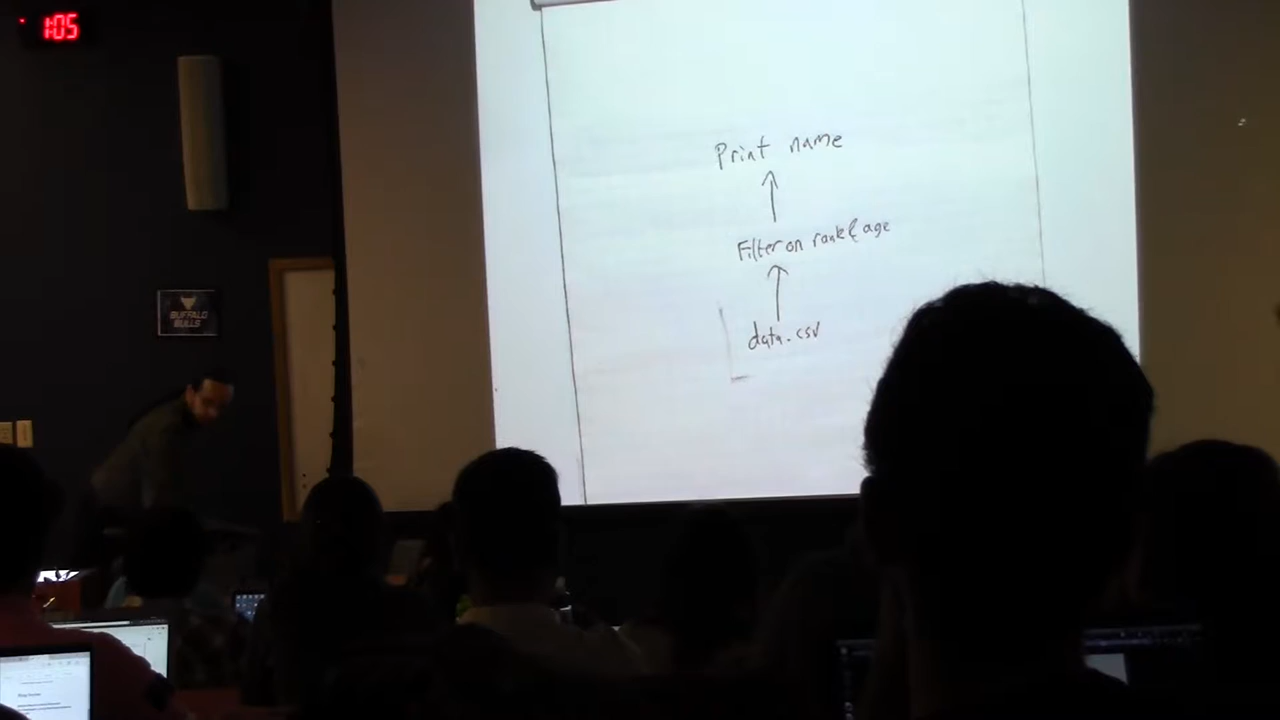 1:05
Print name
Filter on rank & age
data.csv
BUFFALO
BULLS